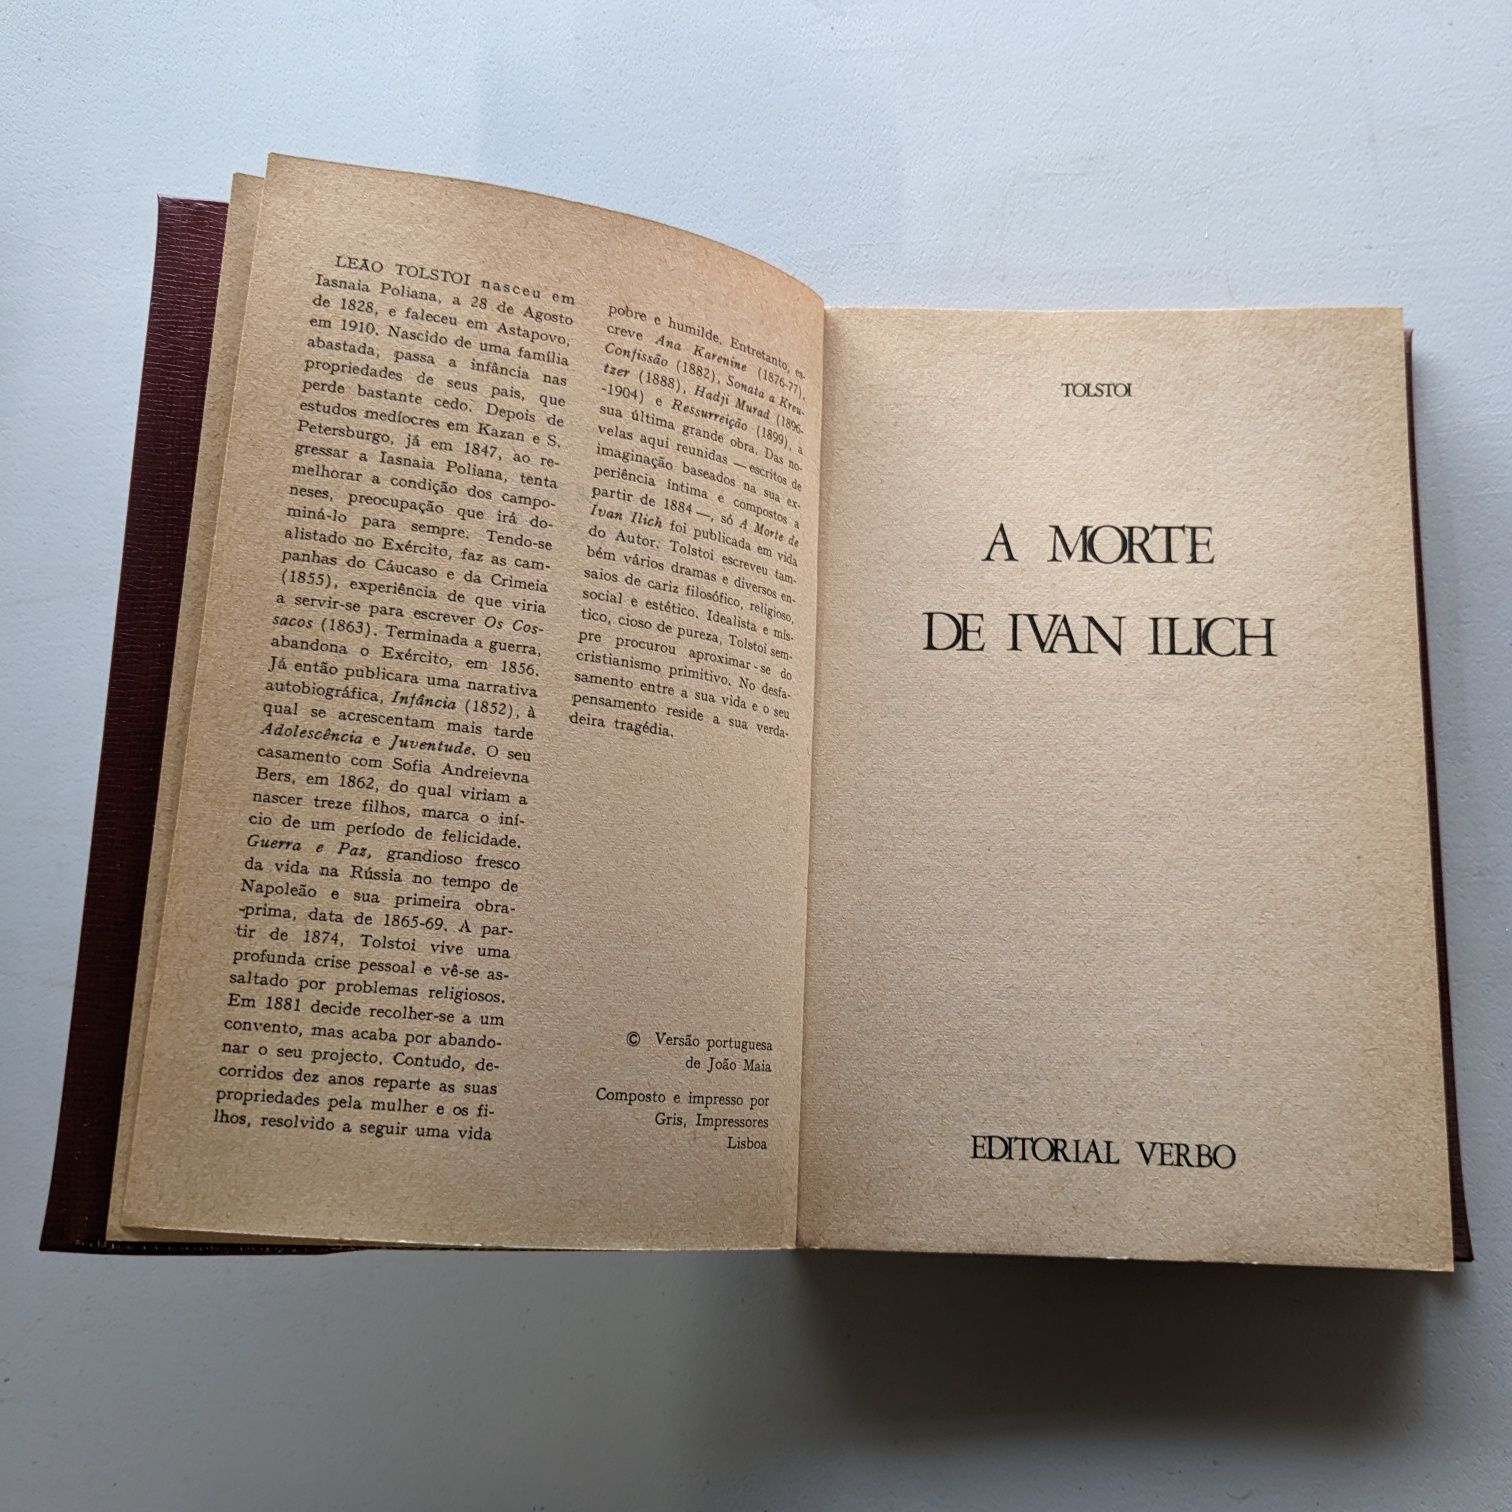 LEÃO TOLSTOI nasceu em
Iasnaia Poliana, a 28 de Agosto
de 1828, e faleceu em Astapovo,
em 1910. Nascido de uma família
abastada, passa a infância nas
propriedades de seus pais, que
perde bastante cedo. Depois de
estudos medíocres em Kazan e S.
Petersburgo, já em 1847, ao re-
gressar a Iasnaia Poliana, tenta
melhorar a condição dos campo-
neses, preocupação que irá do-
miná-lo para sempre. Tendo-se
alistado no Exército, faz as cam-
panhas do Cáucaso e da Crimeia
(1855), experiência de que viria
a servir-se para escrever Os Cos-
sacos (1863). Terminada a guerra,
abandona o Exército, em 1856.
Já então publicara uma narrativa
autobiográfica, Infância (1852), à
qual se acrescentam mais tarde
Adolescência e Juventude. O seu
casamento com Sofia Andreievna
Bers, em 1862, do qual viriam a
nascer treze filhos, marca o iní-
cio de um período de felicidade.
Guerra e Paz, grandioso fresco
da vida na Rússia no tempo de
Napoleão e sua primeira obra-
-prima, data de 1865-69. A par-
tir de 1874, Tolstoi vive uma
profunda crise pessoal e vê-se as-
saltado por problemas religiosos.
Em 1881 decide recolher-se a um
convento, mas acaba por abando-
nar o seu projecto. Contudo, de-
corridos dez anos reparte as suas
propriedades pela mulher e os fi-
lhos, resolvido a seguir uma vida
pobre e humilde. Entretanto, es-
creve Ana Karenine (1876-77),
Confissão (1882), Sonata a Kreu-
tzer (1888), Hadji Murad (1896-
-1904) e Ressurreição (1899), a
sua última grande obra. Das no-
velas aqui reunidas — escritos de
imaginação baseados na sua ex-
periência íntima e compostos a
partir de 1884 —, só A Morte de
Ivan Ilich foi publicada em vida
do Autor. Tolstoi escreveu tam-
bém vários dramas e diversos en-
saios de cariz filosófico, religioso,
social e estético. Idealista e mís-
tico, cioso de pureza, Tolstoi sem-
pre procurou aproximar-se do
cristianismo primitivo. No desfa-
samento entre a sua vida e o seu
pensamento reside a sua verda-
deira tragédia.
© Versão portuguesa
de João Maia
Composto e impresso por
Gris, Impressores
Lisboa
TOLSTOI
A MORTE
DE IVAN ILICH
EDITORIAL VERBO